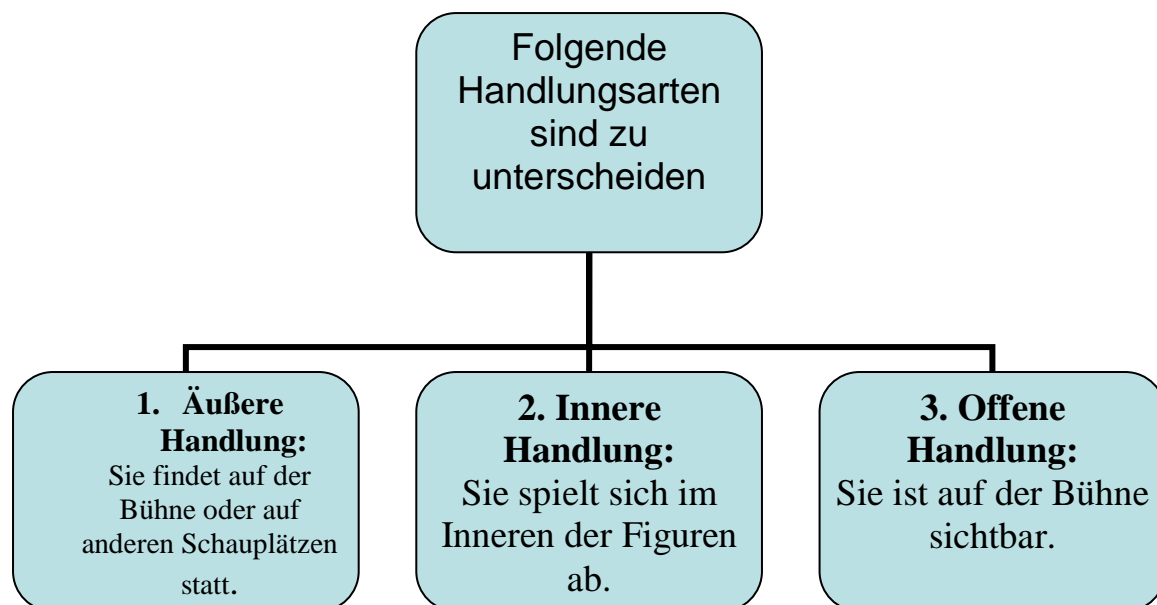 Folgende
Handlungsarten
sind zu
unterscheiden
1. Äußere
Handlung:
Sie findet auf der
Bühne oder auf
anderen Schauplätzen
statt.
2. Innere
Handlung:
Sie spielt sich im
Inneren der Figuren
ab.
3. Offene
Handlung:
Sie ist auf der Bühne
sichtbar.